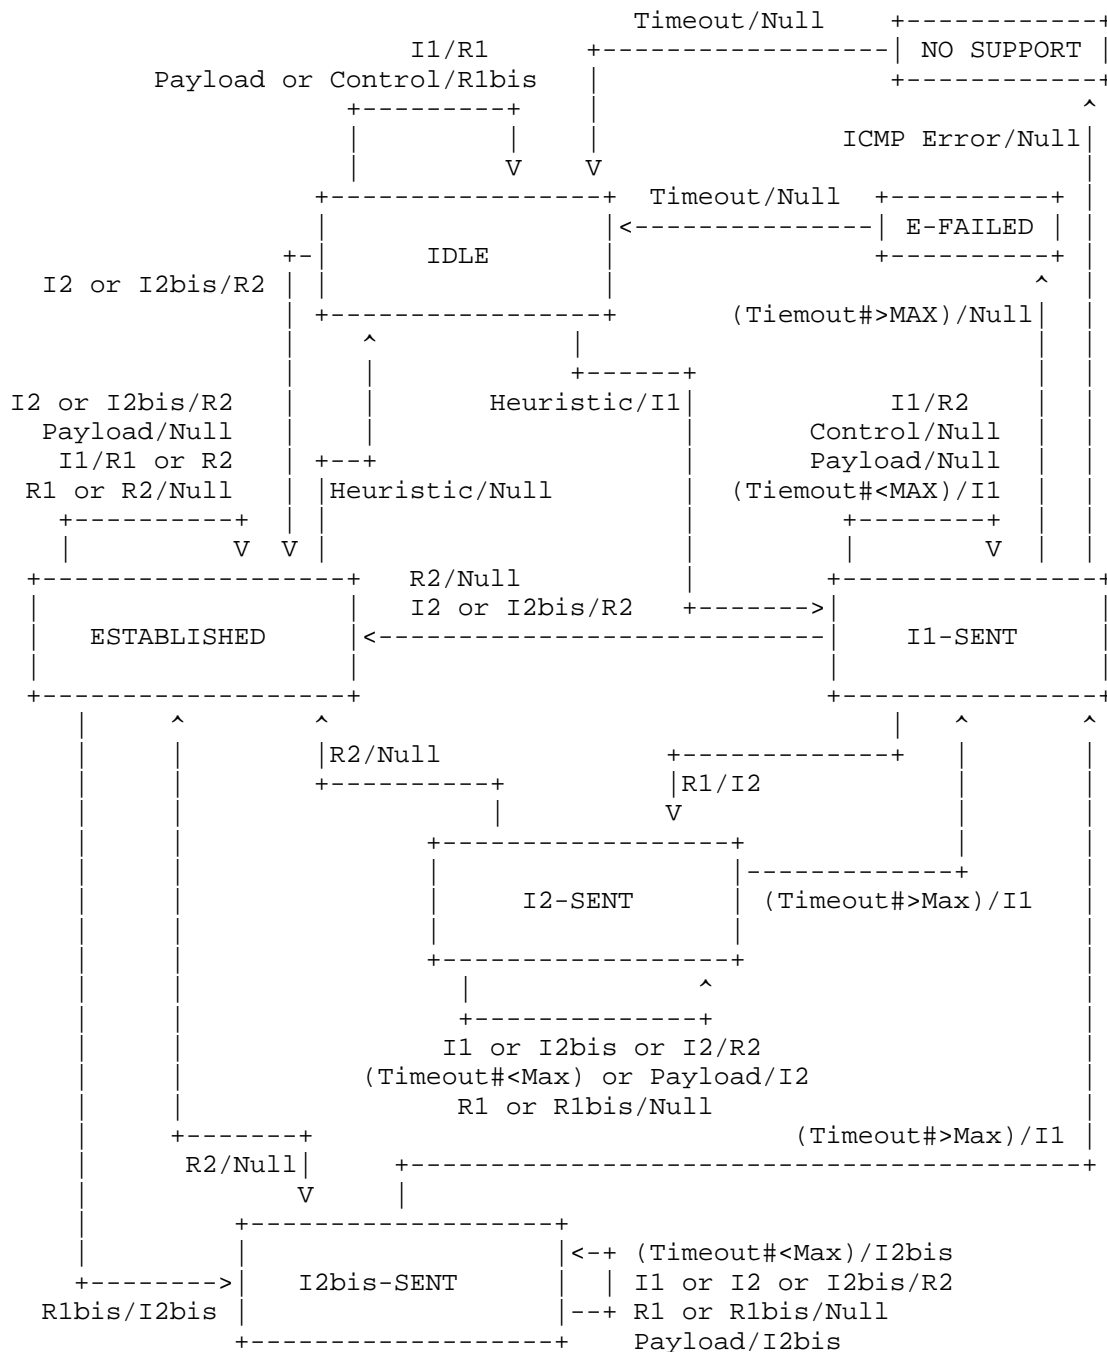 Timeout/Null
I1/R1
NO SUPPORT
Payload or Control/R1bis
ICMP Error/Null
Timeout/Null
E-FAILED
IDLE
I2 or I2bis/R2
(Tiemout#>MAX)/Null
I2 or I2bis/R2
Heuristic/I1
I1/R2
Payload/Null
Control/Null
I1/R1 or R2
Payload/Null
R1 or R2/Null
Heuristic/Null
(Tiemout#<MAX)/I1
R2/Null
I2 or I2bis/R2
ESTABLISHED
I1-SENT
R2/Null
R1/I2
I2-SENT
(Timeout#>Max)/I1
I1 or I2bis or I2/R2
(Timeout#<Max) or Payload/I2
R1 or R1bis/Null
(Timeout#>Max)/I1
R2/Null
(Timeout#<Max)/I2bis
I2bis-SENT
I1 or I2 or I2bis/R2
R1bis/I2bis
R1 or R1bis/Null
Payload/I2bis